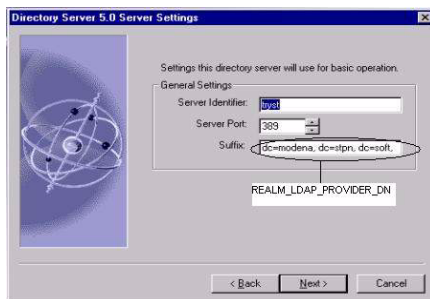 Directory Server 5.0 Server Settings
Settings this directory server will use for basic operation.
General Settings
Server Identifier: tryst
Server Port: 389
Suffix: dc=modena, dc=stpn, dc=soft,
REALM_LDAP_PROVIDER_DN
< Back Next > Cancel